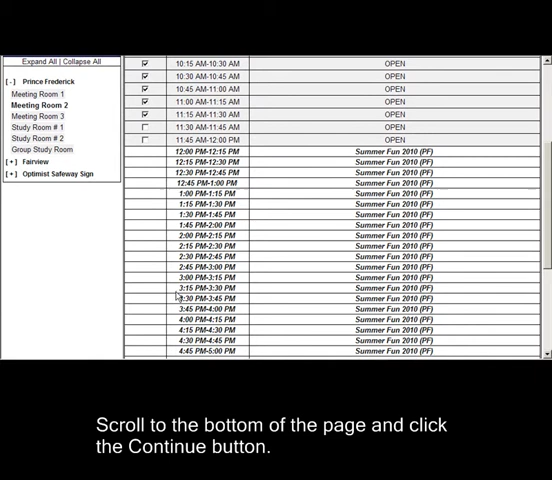 Expand All | Collapse All
[-] Prince Frederick
Meeting Room 1
Meeting Room 2
Meeting Room 3
Study Room # 1
Study Room # 2
Group Study Room
[+] Fairview
[+] Optimist Safeway Sign
10:15 AM-10:30 AM OPEN
10:30 AM-10:45 AM OPEN
10:45 AM-11:00 AM OPEN
11:00 AM-11:15 AM OPEN
11:15 AM-11:30 AM OPEN
11:30 AM-11:45 AM OPEN
11:45 AM-12:00 PM OPEN
12:00 PM-12:15 PM Summer Fun 2010 (PF)
12:15 PM-12:30 PM Summer Fun 2010 (PF)
12:30 PM-12:45 PM Summer Fun 2010 (PF)
12:45 PM-1:00 PM Summer Fun 2010 (PF)
1:00 PM-1:15 PM Summer Fun 2010 (PF)
1:15 PM-1:30 PM Summer Fun 2010 (PF)
1:30 PM-1:45 PM Summer Fun 2010 (PF)
1:45 PM-2:00 PM Summer Fun 2010 (PF)
2:00 PM-2:15 PM Summer Fun 2010 (PF)
2:15 PM-2:30 PM Summer Fun 2010 (PF)
2:30 PM-2:45 PM Summer Fun 2010 (PF)
2:45 PM-3:00 PM Summer Fun 2010 (PF)
3:00 PM-3:15 PM Summer Fun 2010 (PF)
3:15 PM-3:30 PM Summer Fun 2010 (PF)
3:30 PM-3:45 PM Summer Fun 2010 (PF)
3:45 PM-4:00 PM Summer Fun 2010 (PF)
4:00 PM-4:15 PM Summer Fun 2010 (PF)
4:15 PM-4:30 PM Summer Fun 2010 (PF)
4:30 PM-4:45 PM Summer Fun 2010 (PF)
4:45 PM-5:00 PM Summer Fun 2010 (PF)
Scroll to the bottom of the page and click
the Continue button.